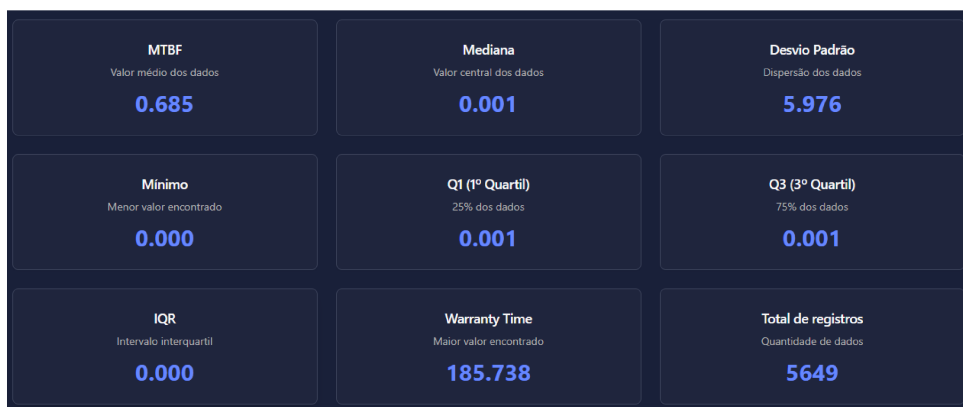 MTBF
Valor médio dos dados
0.685
Mediana
Valor central dos dados
0.001
Desvio Padrão
Dispersão dos dados
5.976
Mínimo
Menor valor encontrado
0.000
Q1 (1º Quartil)
25% dos dados
0.001
Q3 (3º Quartil)
75% dos dados
0.001
IQR
Intervalo interquartil
0.000
Warranty Time
Maior valor encontrado
185.738
Total de registros
Quantidade de dados
5649